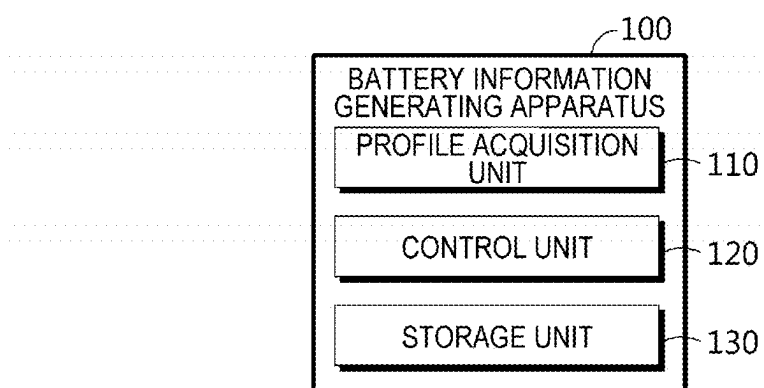 100
BATTERY INFORMATION
GENERATING APPARATUS
PROFILE ACQUISITION
UNIT
110
CONTROL UNIT
120
STORAGE UNIT
130